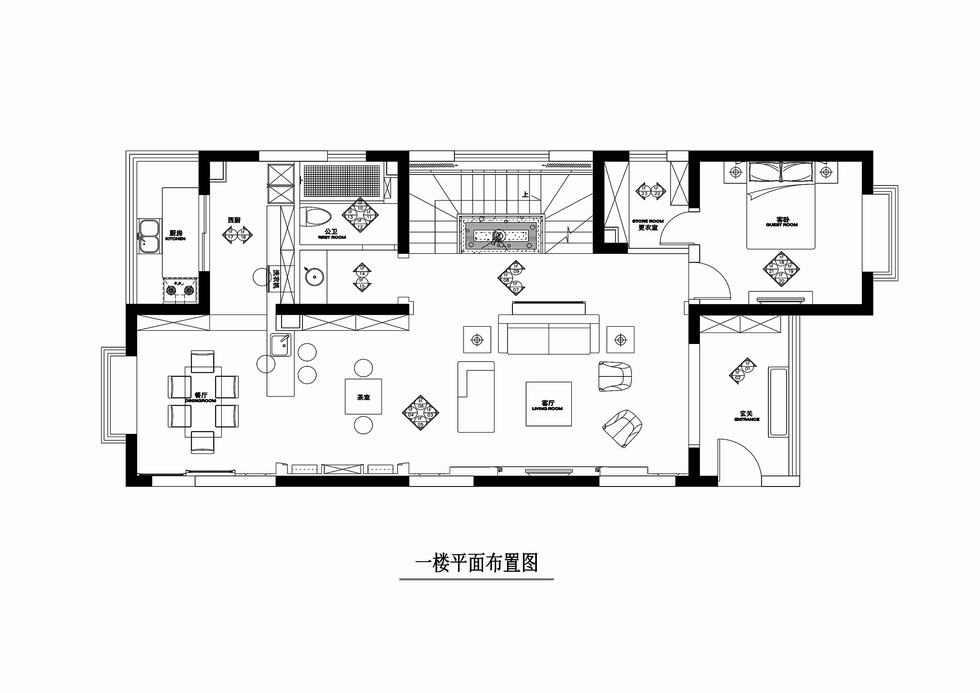 上
西厨
厨房
KITCHEN
公卫
REST ROOM
STORE ROOM
更衣室
客卧
GUEST ROOM
洗衣机
餐厅
DININGROOM
茶室
客厅
LIVING ROOM
玄关
ENTRANCE
一楼平面布置图